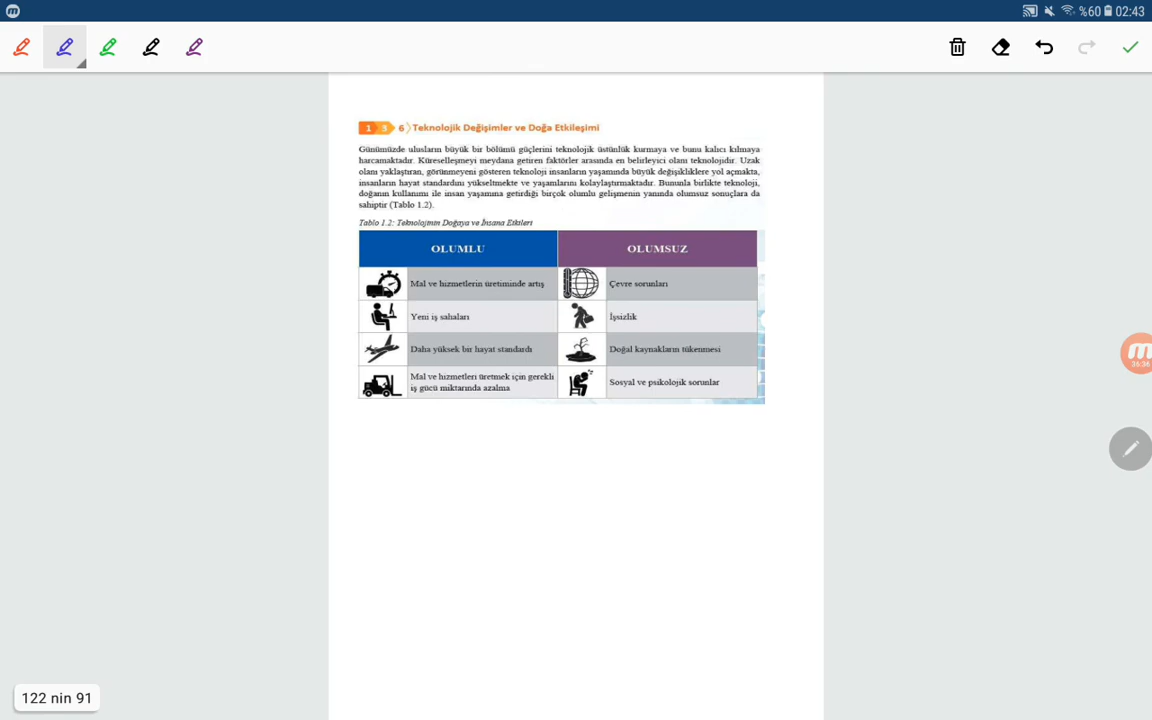 %60 02:43
1 3 6 Teknolojik Değişimler ve Doğa Etkileşimi
Günümüzde ulusların büyük bir bölümü güçlerini teknolojik üstünlük kurmaya ve bunu kalıcı kılmaya
harcamaktadır. Küreselleşmeyi meydana getiren faktörler arasında en belirleyici olanı teknolojidir. Uzak
olanı yaklaştıran, görünmeyeni gösteren teknoloji insanların yaşamında büyük değişikliklere yol açmakta,
insanların hayat standardını yükseltmekte ve yaşamlarını kolaylaştırmaktadır. Bununla birlikte teknoloji,
doğanın kullanımı ile insan yaşamına getirdiği birçok olumlu gelişmenin yanında olumsuz sonuçlara da
sahiptir (Tablo 1.2).
Tablo 1.2: Teknolojinin Doğaya ve İnsana Etkileri
OLUMLU OLUMSUZ
Mal ve hizmetlerin üretiminde artış Çevre sorunları
Yeni iş sahaları İşsizlik
Daha yüksek bir hayat standardı Doğal kaynakların tükenmesi
Mal ve hizmetleri üretmek için gerekli
iş gücü miktarında azalma
Sosyal ve psikolojik sorunlar
122 nin 91